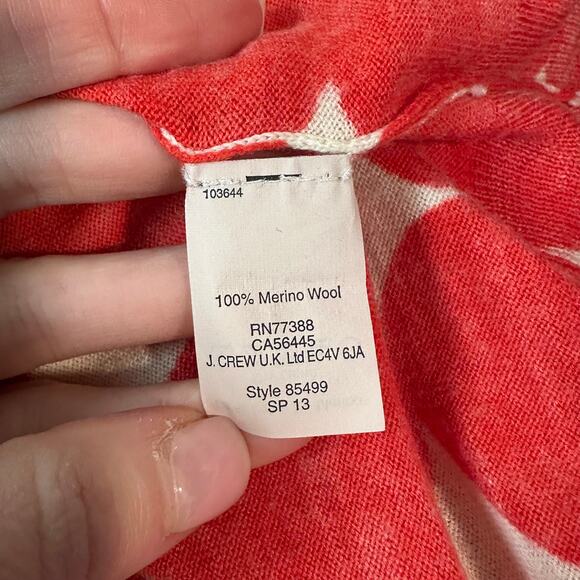 103644
100% Merino Wool
RN77388
CA56445
J. CREW U.K. Ltd EC4V 6JA
Style 85499
SP 13